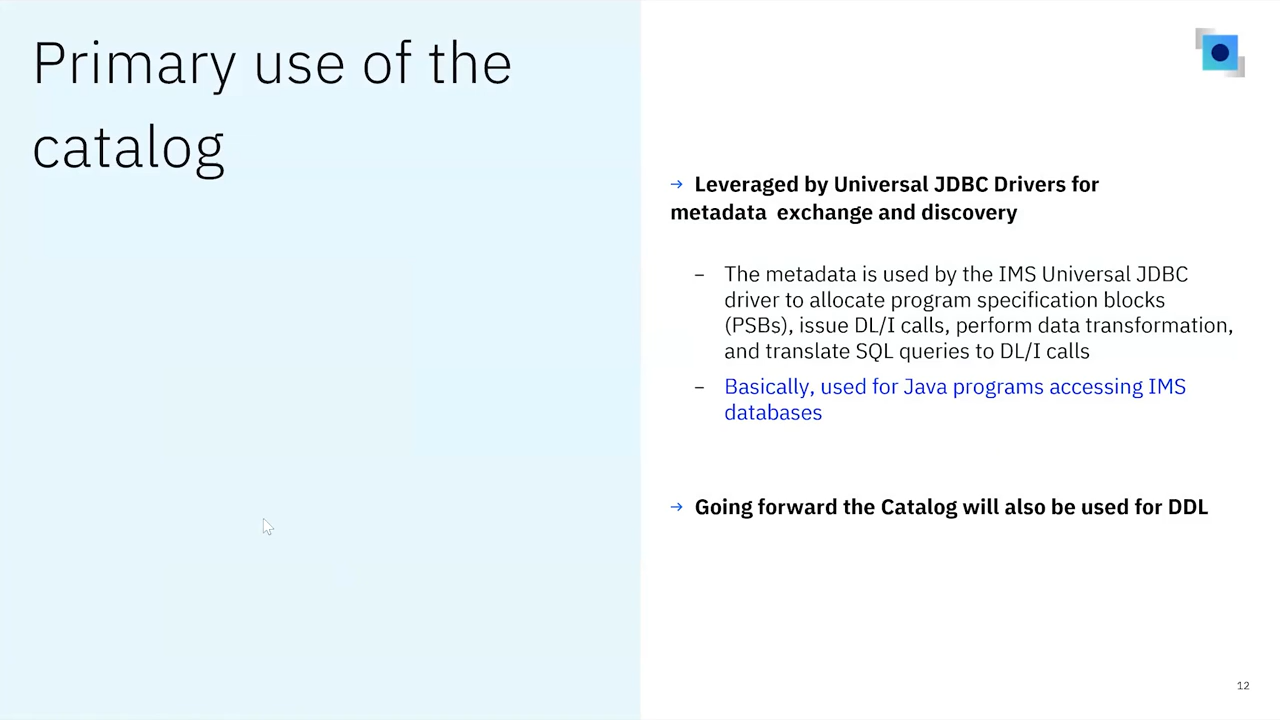 Primary use of the
catalog
→ Leveraged by Universal JDBC Drivers for
metadata exchange and discovery
– The metadata is used by the IMS Universal JDBC
driver to allocate program specification blocks
(PSBs), issue DL/I calls, perform data transformation,
and translate SQL queries to DL/I calls
– Basically, used for Java programs accessing IMS
databases
→ Going forward the Catalog will also be used for DDL
12